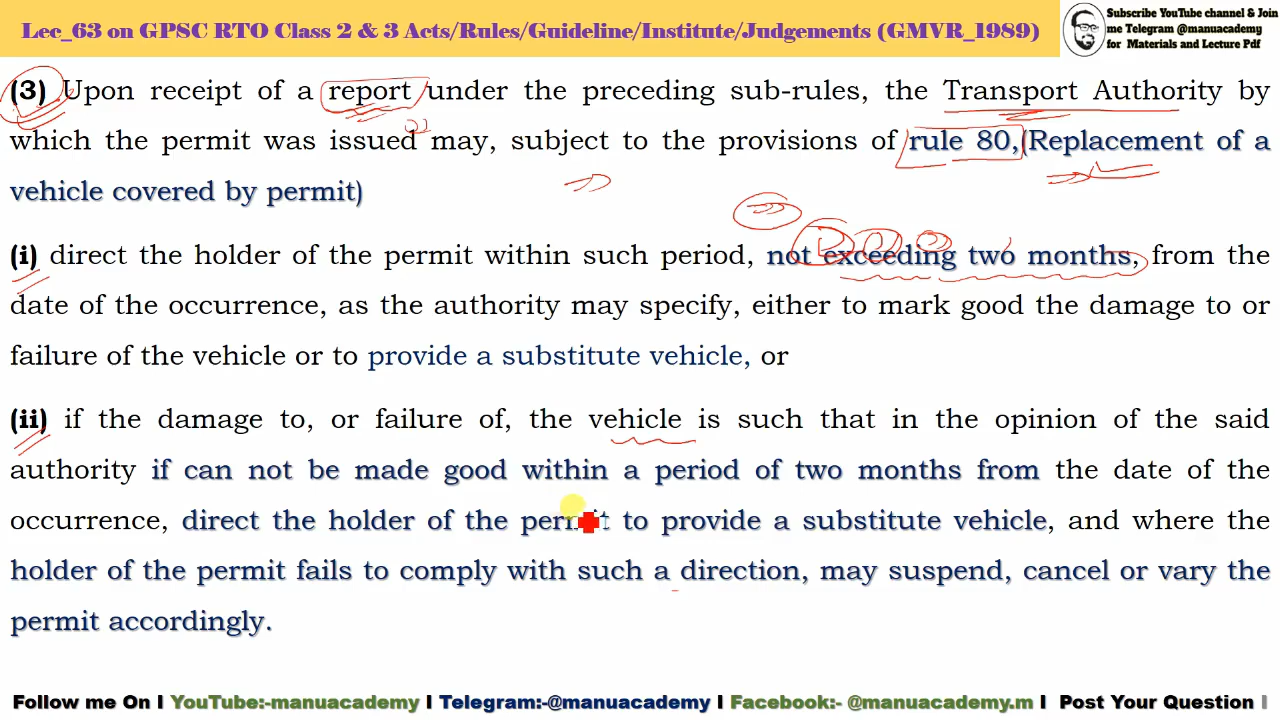 Lec_63 on GPSC RTO Class 2 & 3 Acts/Rules/Guideline/Institute/Judgements (GMVR_1989)
Subscribe YouTube channel & Join
me Telegram @manuacademy
for Materials and Lecture Pdf
(3) Upon receipt of a report under the preceding sub-rules, the Transport Authority by
which the permit was issued may, subject to the provisions of rule 80,(Replacement of a
vehicle covered by permit)
(i) direct the holder of the permit within such period, not exceeding two months, from the
date of the occurrence, as the authority may specify, either to mark good the damage to or
failure of the vehicle or to provide a substitute vehicle, or
(ii) if the damage to, or failure of, the vehicle is such that in the opinion of the said
authority if can not be made good within a period of two months from the date of the
occurrence, direct the holder of the permit to provide a substitute vehicle, and where the
holder of the permit fails to comply with such a direction, may suspend, cancel or vary the
permit accordingly.
Follow me On I YouTube:-manuacademy I Telegram:-@manuacademy I Facebook:- @manuacademy.m I Post Your Question I